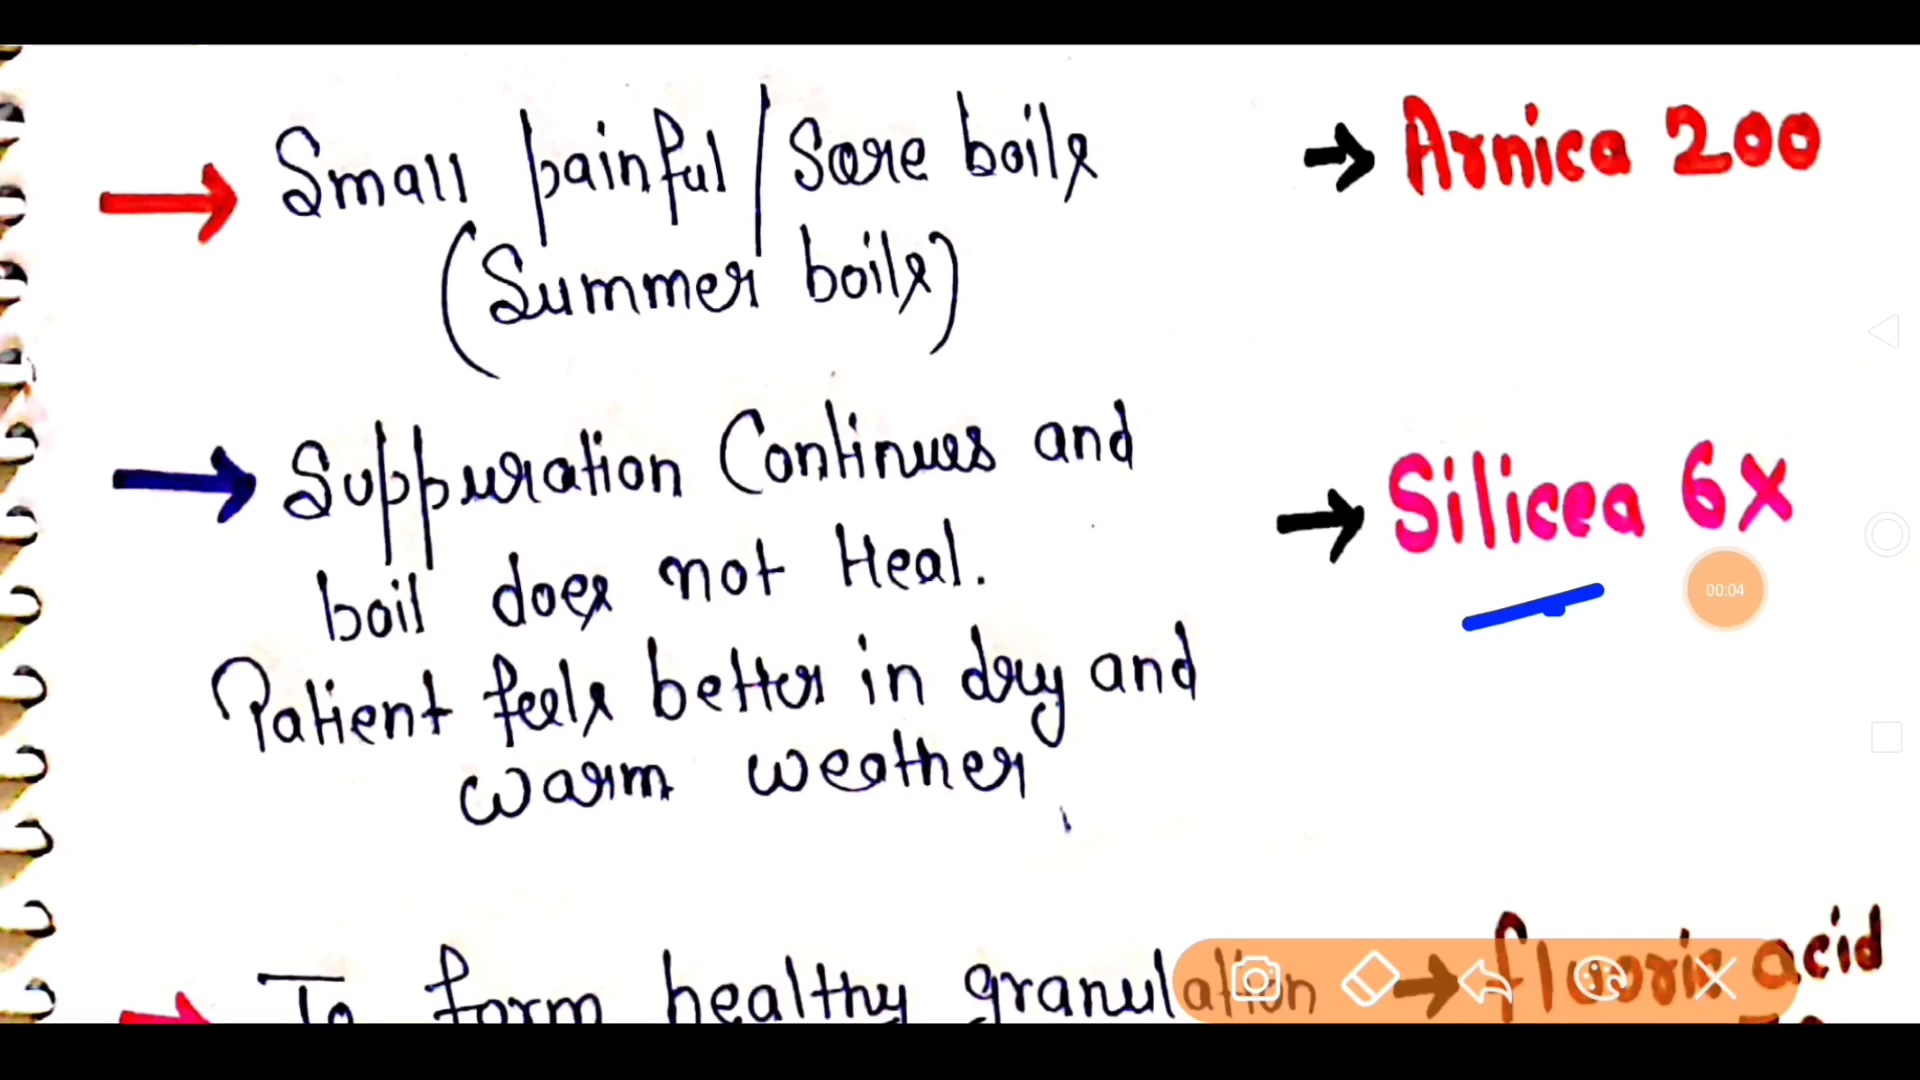 Small painful / Sore boils → Arnica 200
(Summer boils)
Suppuration Continues and
boil does not Heal. → Silicea 6X
00:04
Patient feels better in dry and
warm weather
To form healthy granulation → fluoric acid